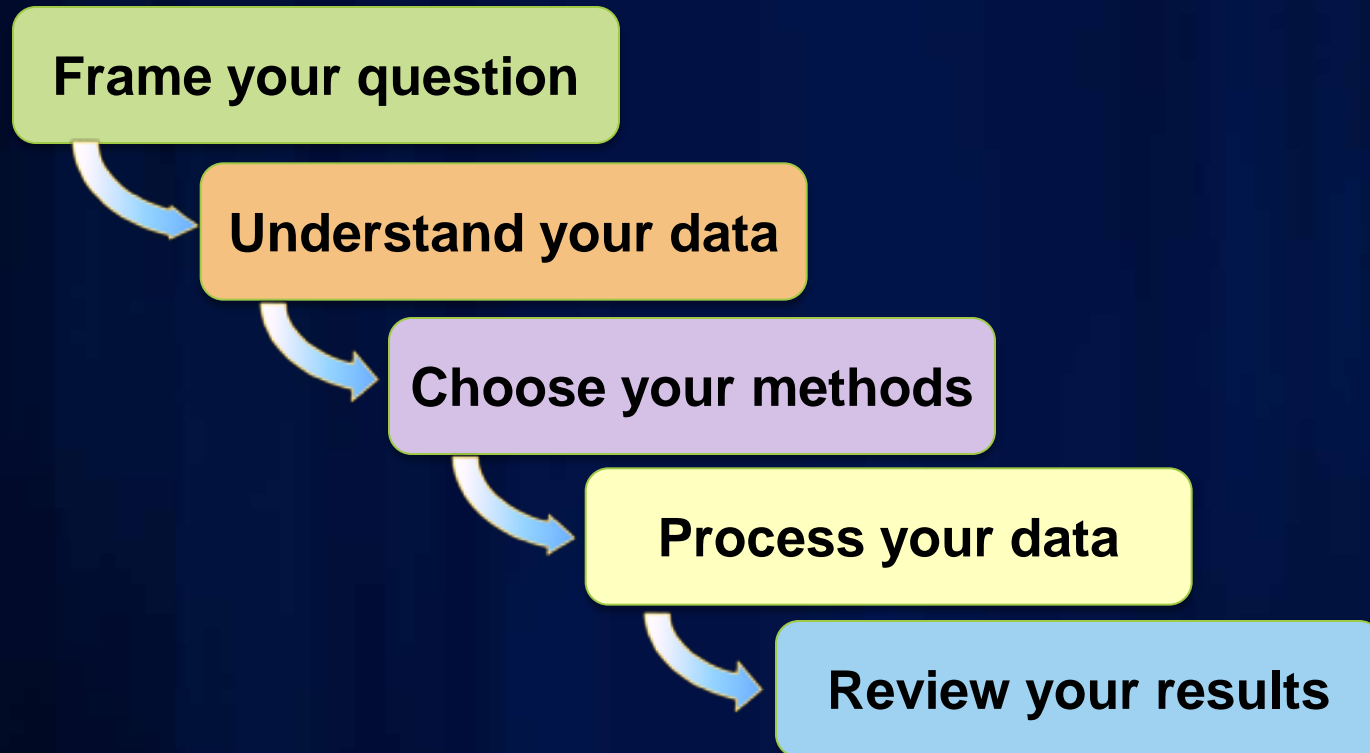 Frame your question
Understand your data
Choose your methods
Process your data
Review your results